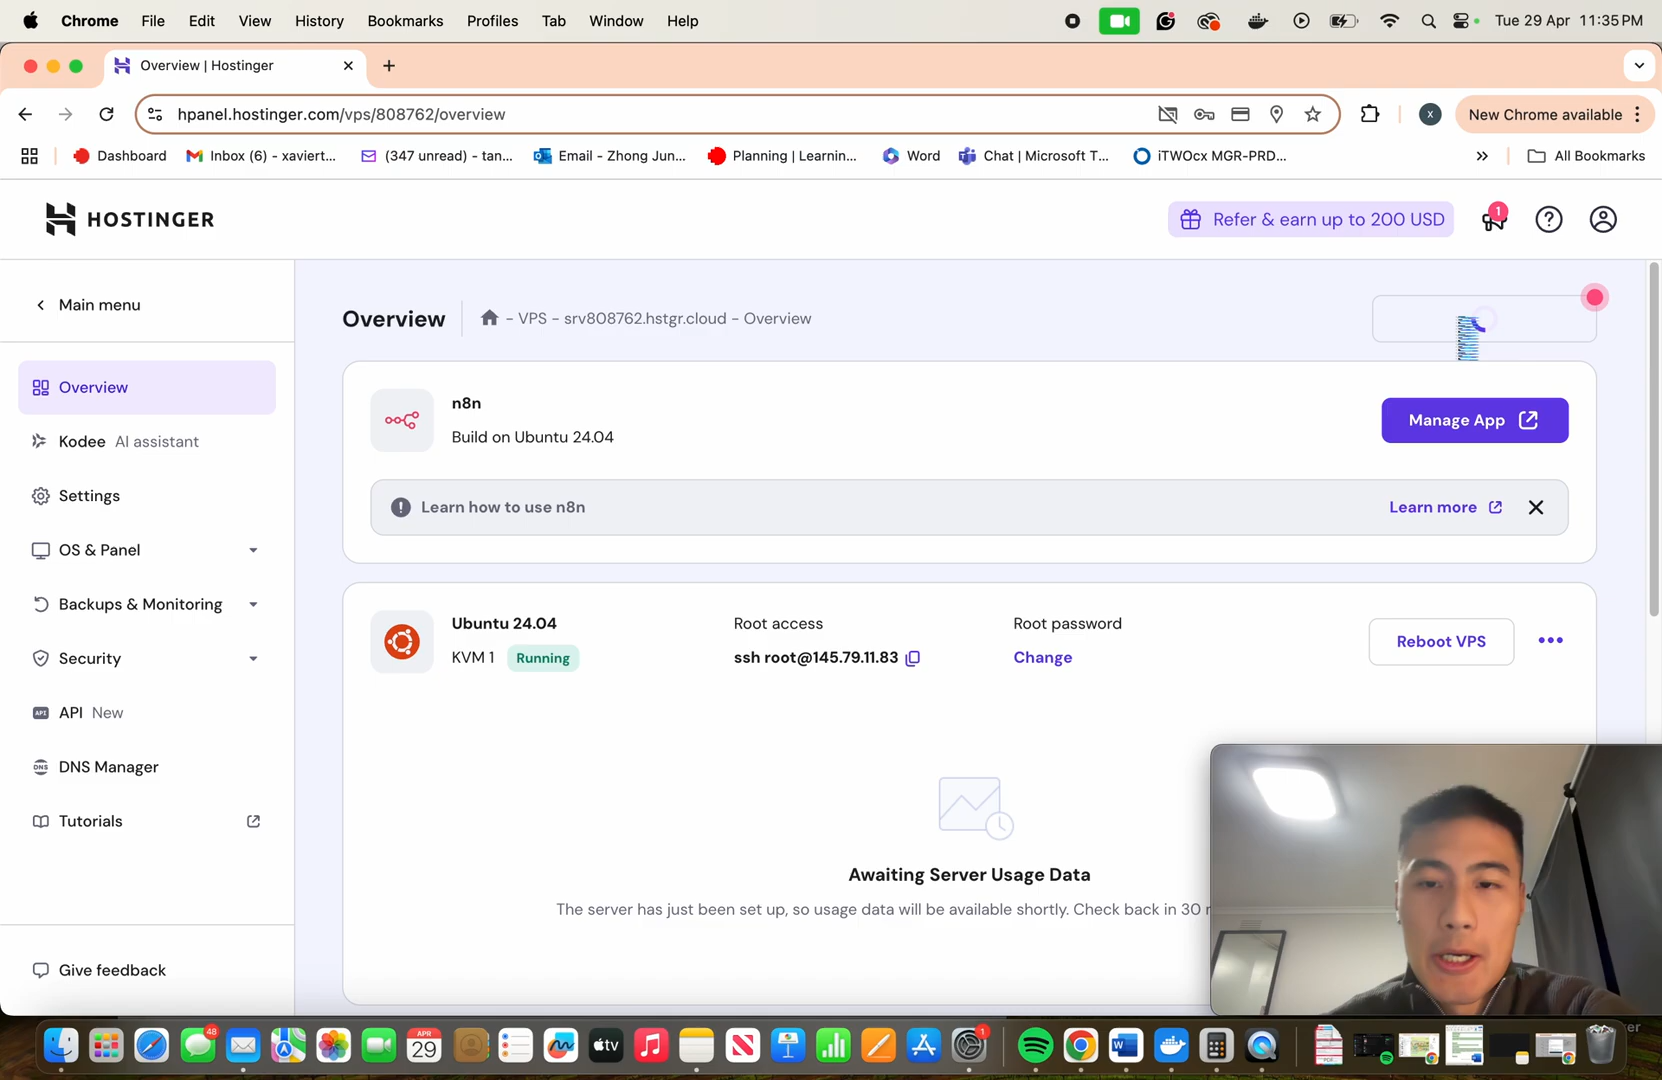 Chrome File Edit View History Bookmarks Profiles Tab Window Help Tue 29 Apr 11:35 PM
Overview | Hostinger
hpanel.hostinger.com/vps/808762/overview
x
New Chrome available
Dashboard
Inbox (6) - xaviert...
(347 unread) - tan...
Email - Zhong Jun...
Planning | Learnin...
Word
Chat | Microsoft T...
iTWOcx MGR-PRD...
All Bookmarks
HOSTINGER
Refer & earn up to 200 USD
1
Main menu
Overview
Kodee AI assistant
Settings
OS & Panel
Backups & Monitoring
Security
API New
DNS Manager
Tutorials
Give feedback
Overview
- VPS - srv808762.hstgr.cloud - Overview
n8n
Build on Ubuntu 24.04
Manage App
Learn how to use n8n
Learn more
Ubuntu 24.04
KVM 1 Running
Root access
ssh root@145.79.11.83
Root password
Change
Reboot VPS
Awaiting Server Usage Data
The server has just been set up, so usage data will be available shortly. Check back in 30
48
APR
29
tv
1